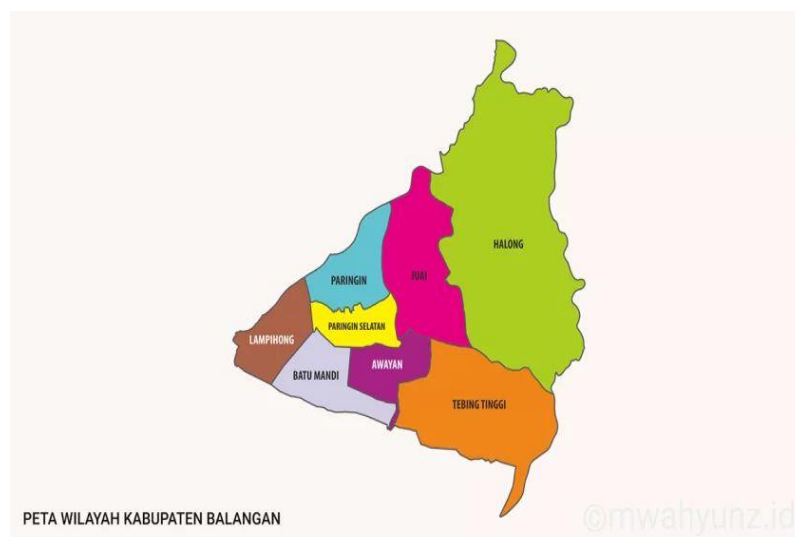 HALONG
JUAI
PARINGIN
PARINGIN SELATAN
LAMPIHONG
AWAYAN
BATU MANDI
TEBING TINGGI
PETA WILAYAH KABUPATEN BALANGAN
©mwahyunz.id